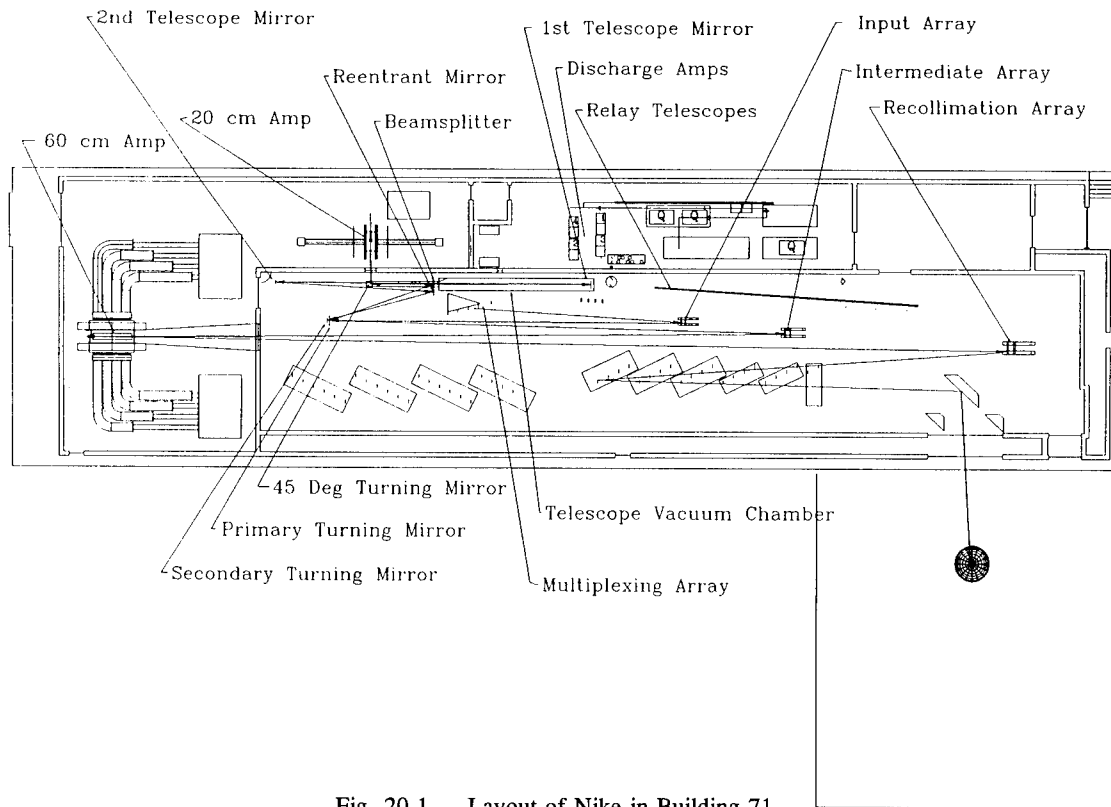 2nd Telescope Mirror
1st Telescope Mirror
Input Array
Reentrant Mirror
Discharge Amps
Intermediate Array
20 cm Amp
Beamsplitter
Relay Telescopes
Recollimation Array
60 cm Amp
Q Q
Q
45 Deg Turning Mirror
Telescope Vacuum Chamber
Primary Turning Mirror
Secondary Turning Mirror
Multiplexing Array
Fig. 20-1 Layout of Nike in Building 71